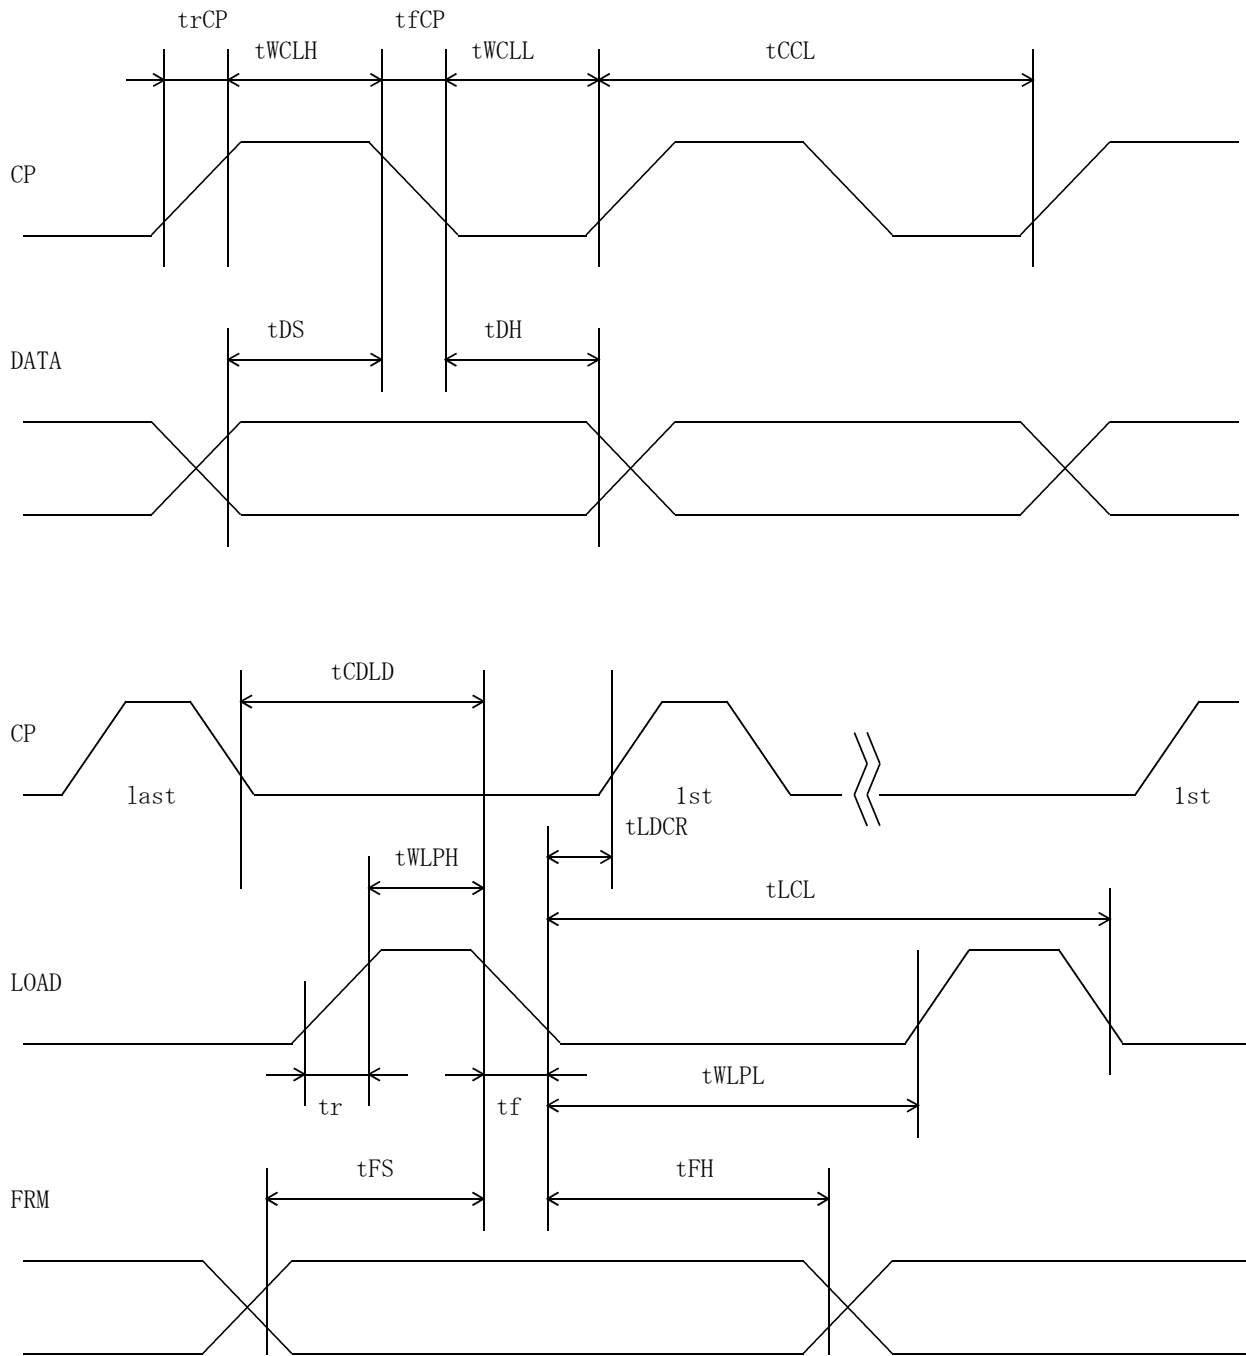 trCP tfCP
tWCLH tWCLL tCCL
CP
tDS tDH
DATA
tCDLD
CP
last 1st 1st
tLDCR
tWLPH
tLCL
LOAD
tWLPL
tr tf
tFS tFH
FRM